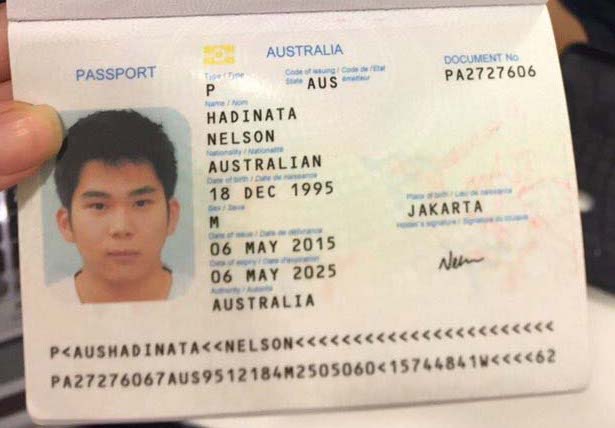 AUSTRALIA
PASSPORT
Type / Type
Code of issuing / Code de l'Etat
State émetteur
DOCUMENT No
P
AUS
PA2727606
Name / Nom
HADINATA
NELSON
Nationality / Nationalité
AUSTRALIAN
Date of birth / Date de naissance
18 DEC 1995
Sex / Sexe
Place of birth / Lieu de naissance
M
JAKARTA
Date of issue / Date de délivrance
Holder's signature / Signature du titulaire
06 MAY 2015
Date of expiry / Date d'expiration
06 MAY 2025
Authority / Autorité
AUSTRALIA
P<AUSHADINATA<<NELSON<<<<<<<<<<<<<<<<<<<<<<<
PA27276067AUS9512184M2505060<15744841W<<<<62